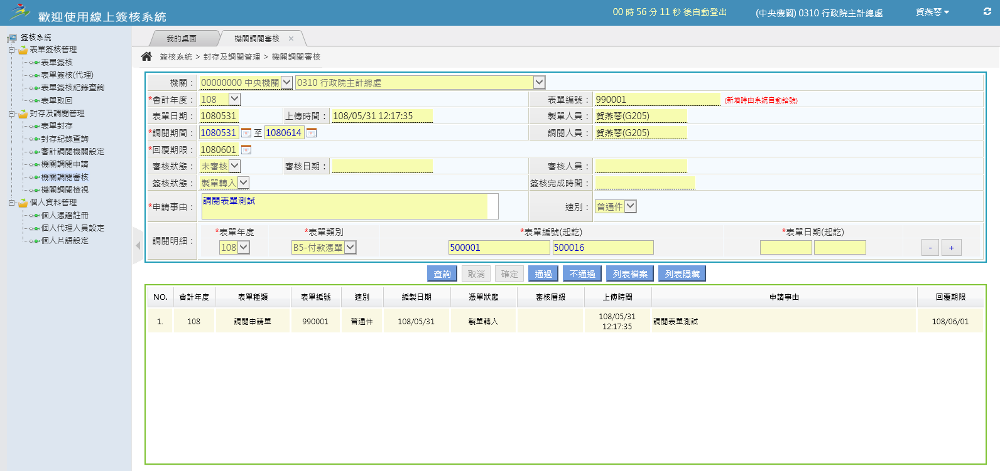 歡迎使用線上簽核系統
00 時 56 分 11 秒 後自動登出
(中央機關) 0310 行政院主計總處
賀燕琴
簽核系統
表單簽核管理
表單簽核
表單簽核(代理)
表單簽核紀錄查詢
表單取回
封存及調閱管理
表單封存
封存紀錄查詢
審計調閱機關設定
機關調閱申請
機關調閱審核
機關調閱檢視
個人資料管理
個人憑證註冊
個人代理人員設定
個人片語設定
我的桌面
機關調閱審核 ×
簽核系統 > 封存及調閱管理 > 機關調閱審核
機關： 00000000 中央機關 0310 行政院主計總處
*會計年度： 108 表單編號： 990001 (新增時由系統自動給號)
表單日期： 1080531 上傳時間： 108/05/31 12:17:35 製單人員： 賀燕琴(G205)
*調閱期間： 1080531 至 1080614 調閱人員： 賀燕琴(G205)
*回覆期限： 1080601
審核狀態： 未審核 審核日期： 審核人員：
簽核狀態： 製單轉入 簽核完成時間：
*申請事由： 調閱表單測試 速別： 普通件
調閱明細： *表單年度 *表單類別 *表單編號(起訖) *表單日期(起訖)
108 B5-付款憑單 500001 500016 - +
查詢 取消 確定 通過 不通過 列表檔案 列表隱藏
NO. 會計年度 表單種類 表單編號 速別 編製日期 憑單狀態 審核層級 上傳時間 申請事由 回覆期限
1. 108 調閱申請單 990001 普通件 108/05/31 製單轉入 108/05/31 12:17:35 調閱表單測試 108/06/01